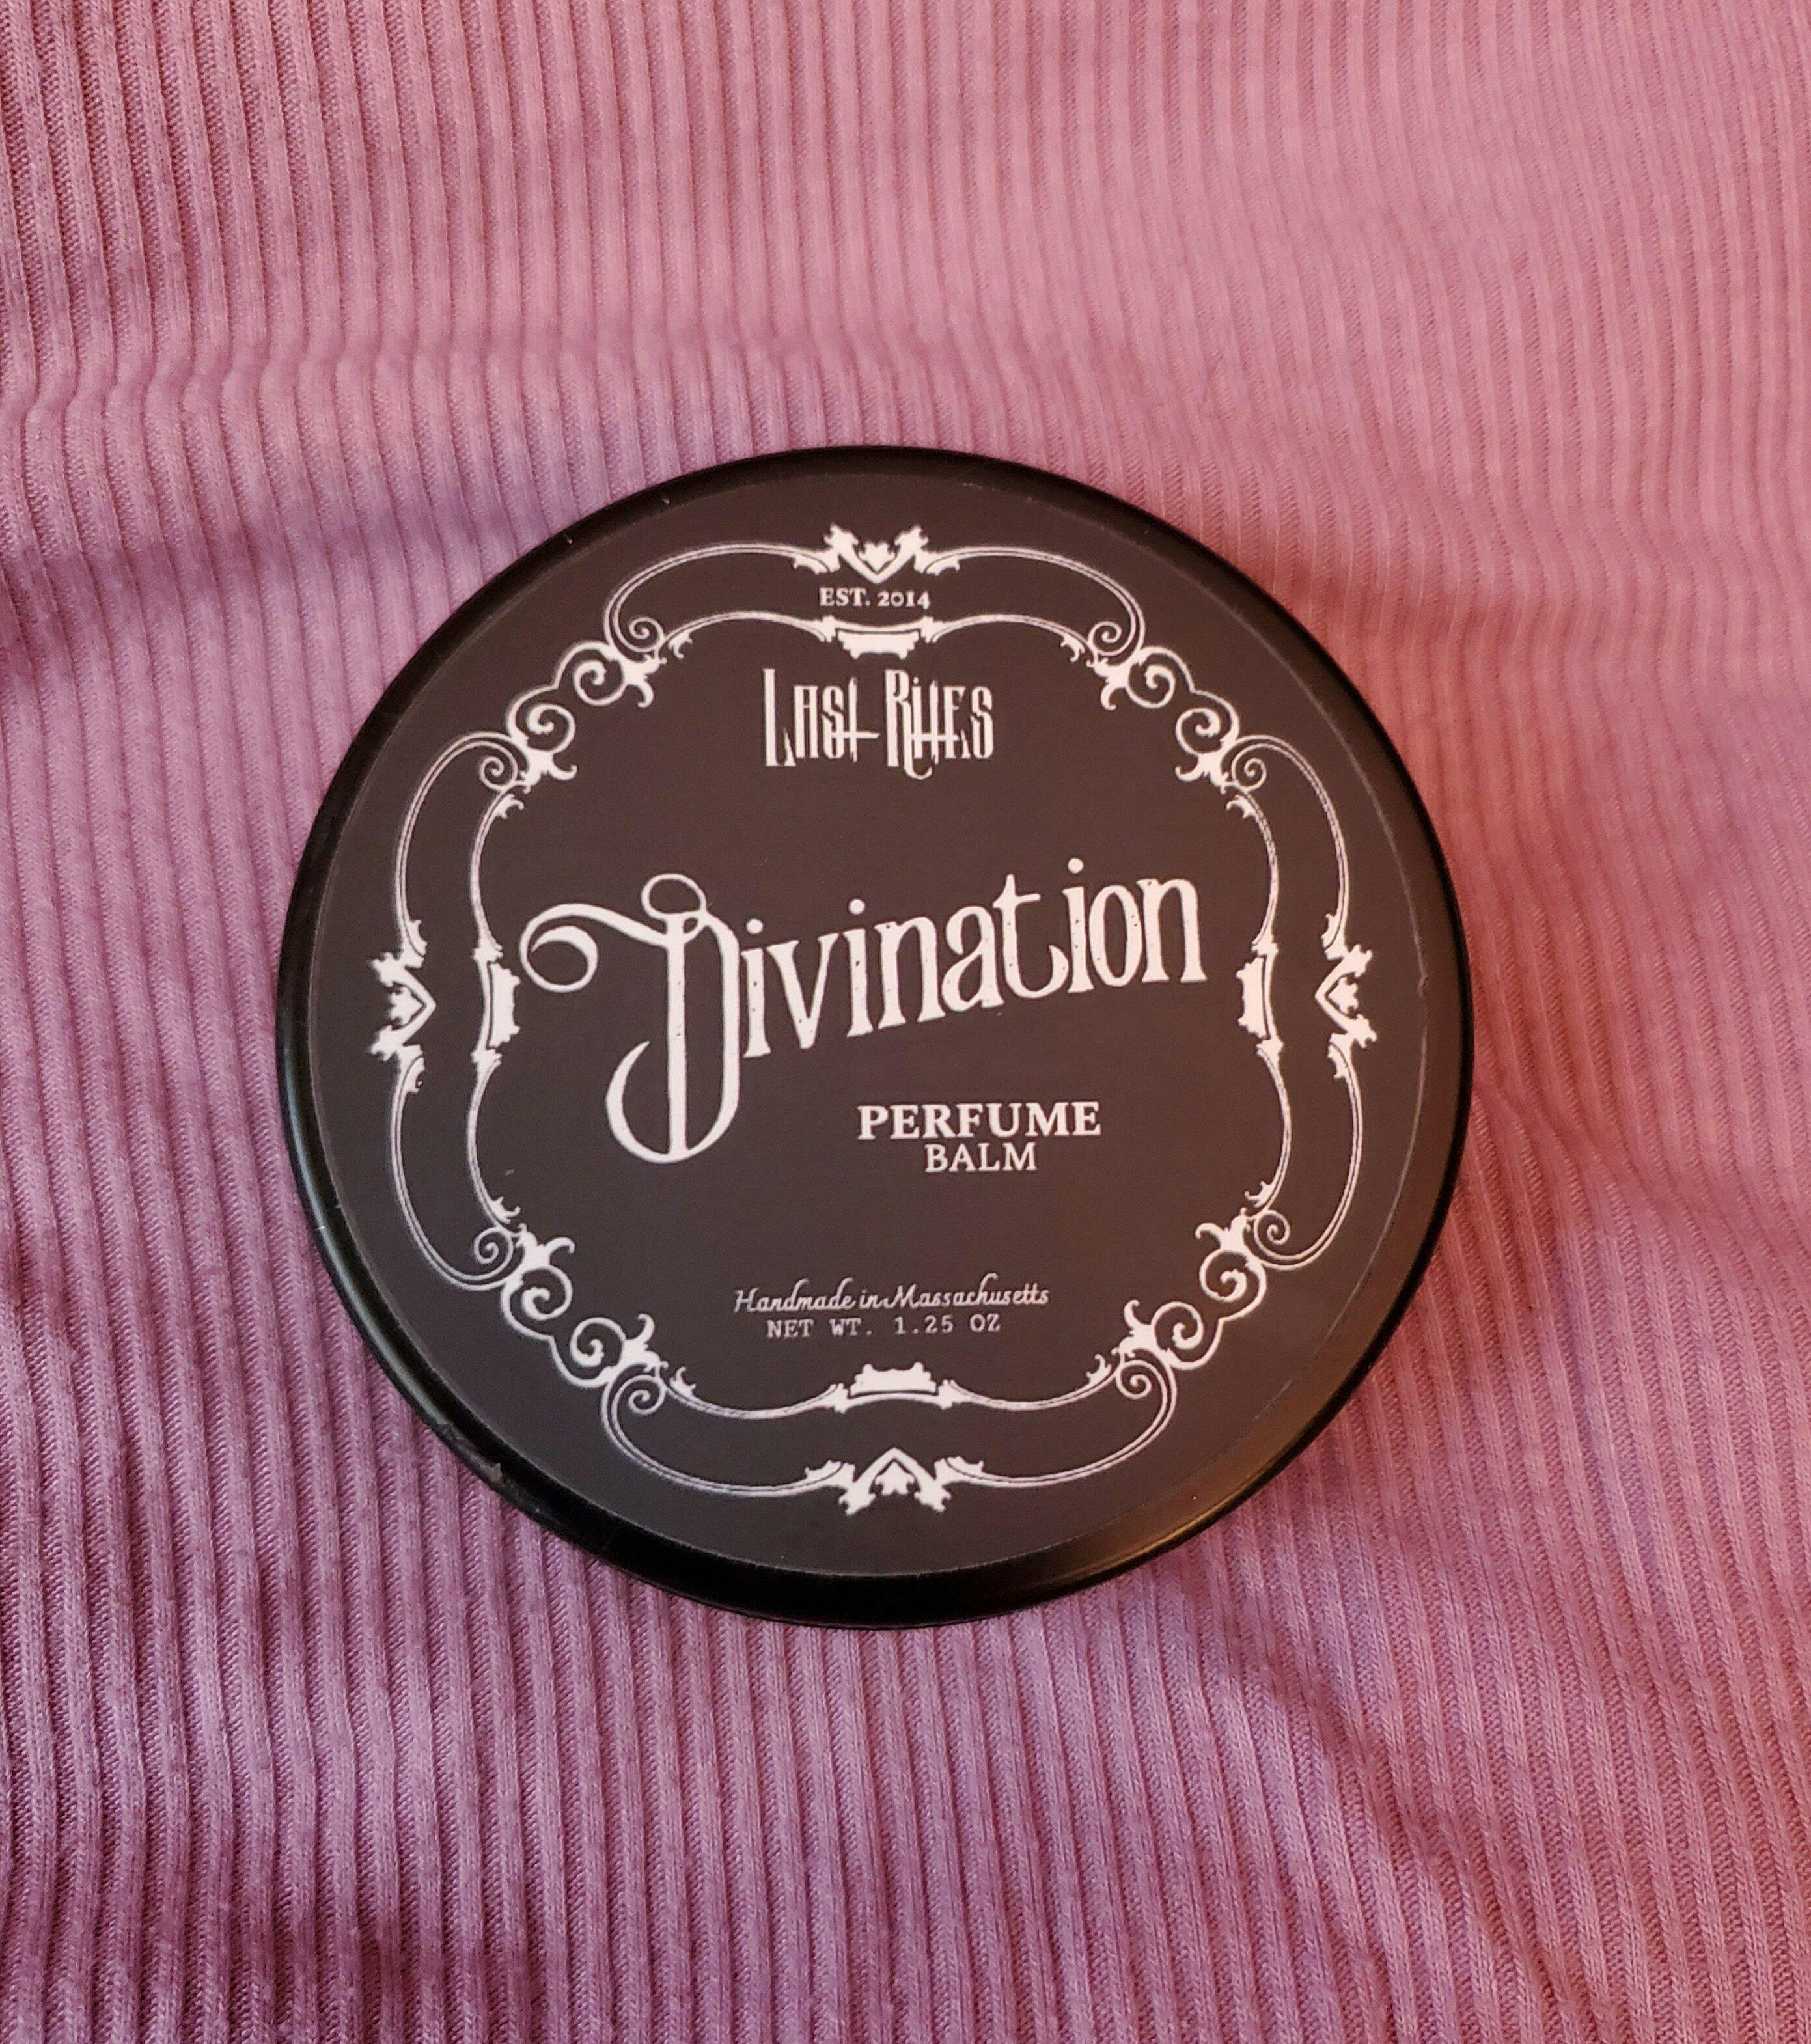 EST. 2014
Last Rites
Divination
PERFUME
BALM
Handmade in Massachusetts
NET WT. 1.25 OZ